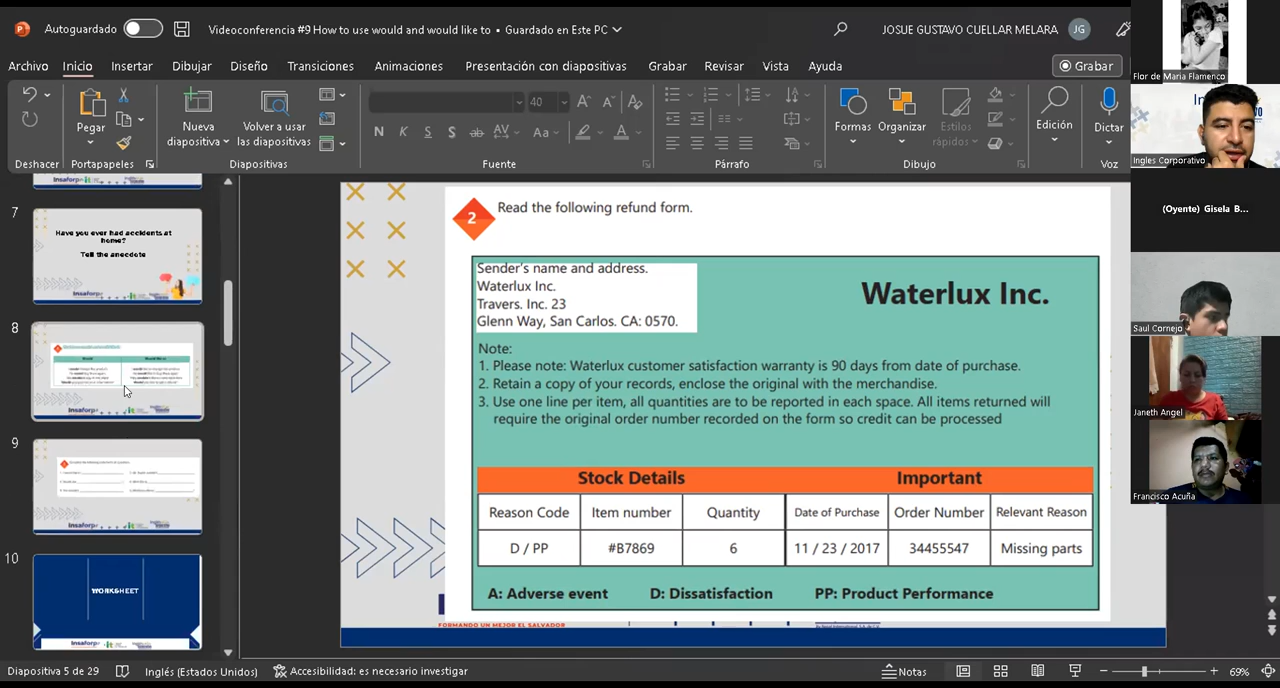 Autoguardado
Videoconferencia #9 How to use would and would like to • Guardado en Este PC
JOSUE GUSTAVO CUELLAR MELARA
JG
Archivo Inicio Insertar Dibujar Diseño Transiciones Animaciones Presentación con diapositivas Grabar Revisar Vista Ayuda
Grabar
Pegar
Nueva diapositiva
Volver a usar las diapositivas
40
N K S S ab AV Aa A
Formas
Organizar
Estilos rápidos
Edición
Dictar
Deshacer
Portapapeles
Diapositivas
Fuente
Párrafo
Dibujo
Voz
7
Have you ever had accidents at home?
Tell the anecdote
Insaforp
8
Insaforp
9
Insaforp
10
WORKSHEET
Insaforp
2
Read the following refund form.
Sender's name and address.
Waterlux Inc.
Travers. Inc. 23
Glenn Way, San Carlos. CA: 0570.
Waterlux Inc.
Note:
1. Please note: Waterlux customer satisfaction warranty is 90 days from date of purchase.
2. Retain a copy of your records, enclose the original with the merchandise.
3. Use one line per item, all quantities are to be reported in each space. All items returned will
require the original order number recorded on the form so credit can be processed
Stock Details Important
Reason Code Item number Quantity Date of Purchase Order Number Relevant Reason
D / PP #B7869 6 11 / 23 / 2017 34455547 Missing parts
A: Adverse event D: Dissatisfaction PP: Product Performance
FORMANDO UN MEJOR EL SALVADOR
Flor de Maria Flamenco
Ingles Corporativo
(Oyente) Gisela B...
Saul Cornejo
Janeth Angel
Francisco Acuña
Diapositiva 5 de 29
Inglés (Estados Unidos)
Accesibilidad: es necesario investigar
Notas
69%